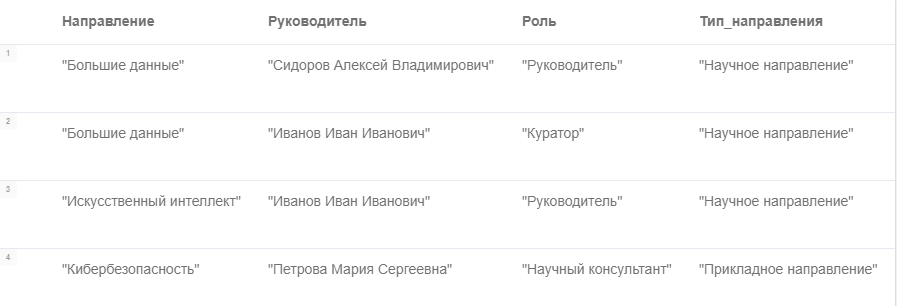 Направление Руководитель Роль Тип_направления
1 "Большие данные" "Сидоров Алексей Владимирович" "Руководитель" "Научное направление"
2 "Большие данные" "Иванов Иван Иванович" "Куратор" "Научное направление"
3 "Искусственный интеллект" "Иванов Иван Иванович" "Руководитель" "Научное направление"
4 "Кибербезопасность" "Петрова Мария Сергеевна" "Научный консультант" "Прикладное направление"